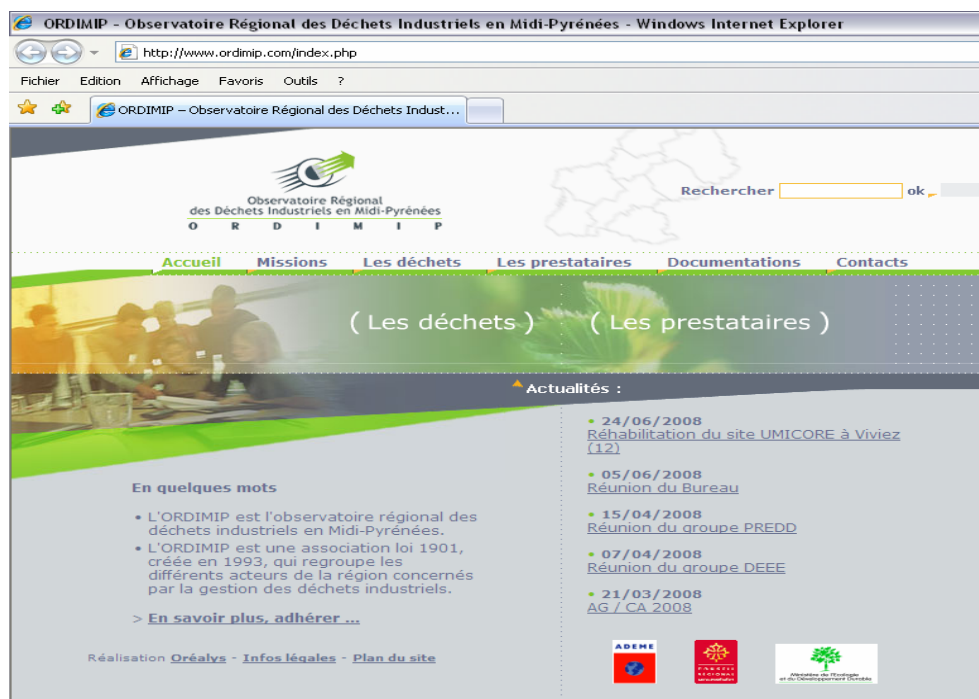 ORDIMIP - Observatoire Régional des Déchets Industriels en Midi-Pyrénées - Windows Internet Explorer
http://www.ordimip.com/index.php
Fichier Edition Affichage Favoris Outils ?
ORDIMIP – Observatoire Régional des Déchets Indust...
Observatoire Régional
des Déchets Industriels en Midi-Pyrénées
O R D I M I P
Rechercher ok
Accueil Missions Les déchets Les prestataires Documentations Contacts
( Les déchets ) ( Les prestataires )
Actualités :
• 24/06/2008
Réhabilitation du site UMICORE à Viviez
(12)
• 05/06/2008
Réunion du Bureau
• 15/04/2008
Réunion du groupe PREDD
• 07/04/2008
Réunion du groupe DEEE
• 21/03/2008
AG / CA 2008
En quelques mots
• L'ORDIMIP est l'observatoire régional des
déchets industriels en Midi-Pyrénées.
• L'ORDIMIP est une association loi 1901,
créée en 1993, qui regroupe les
différents acteurs de la région concernés
par la gestion des déchets industriels.
> En savoir plus, adhérer ...
Réalisation Oréalys - Infos légales - Plan du site
ADEME
Ministère de l'Ecologie
et du Développement Durable